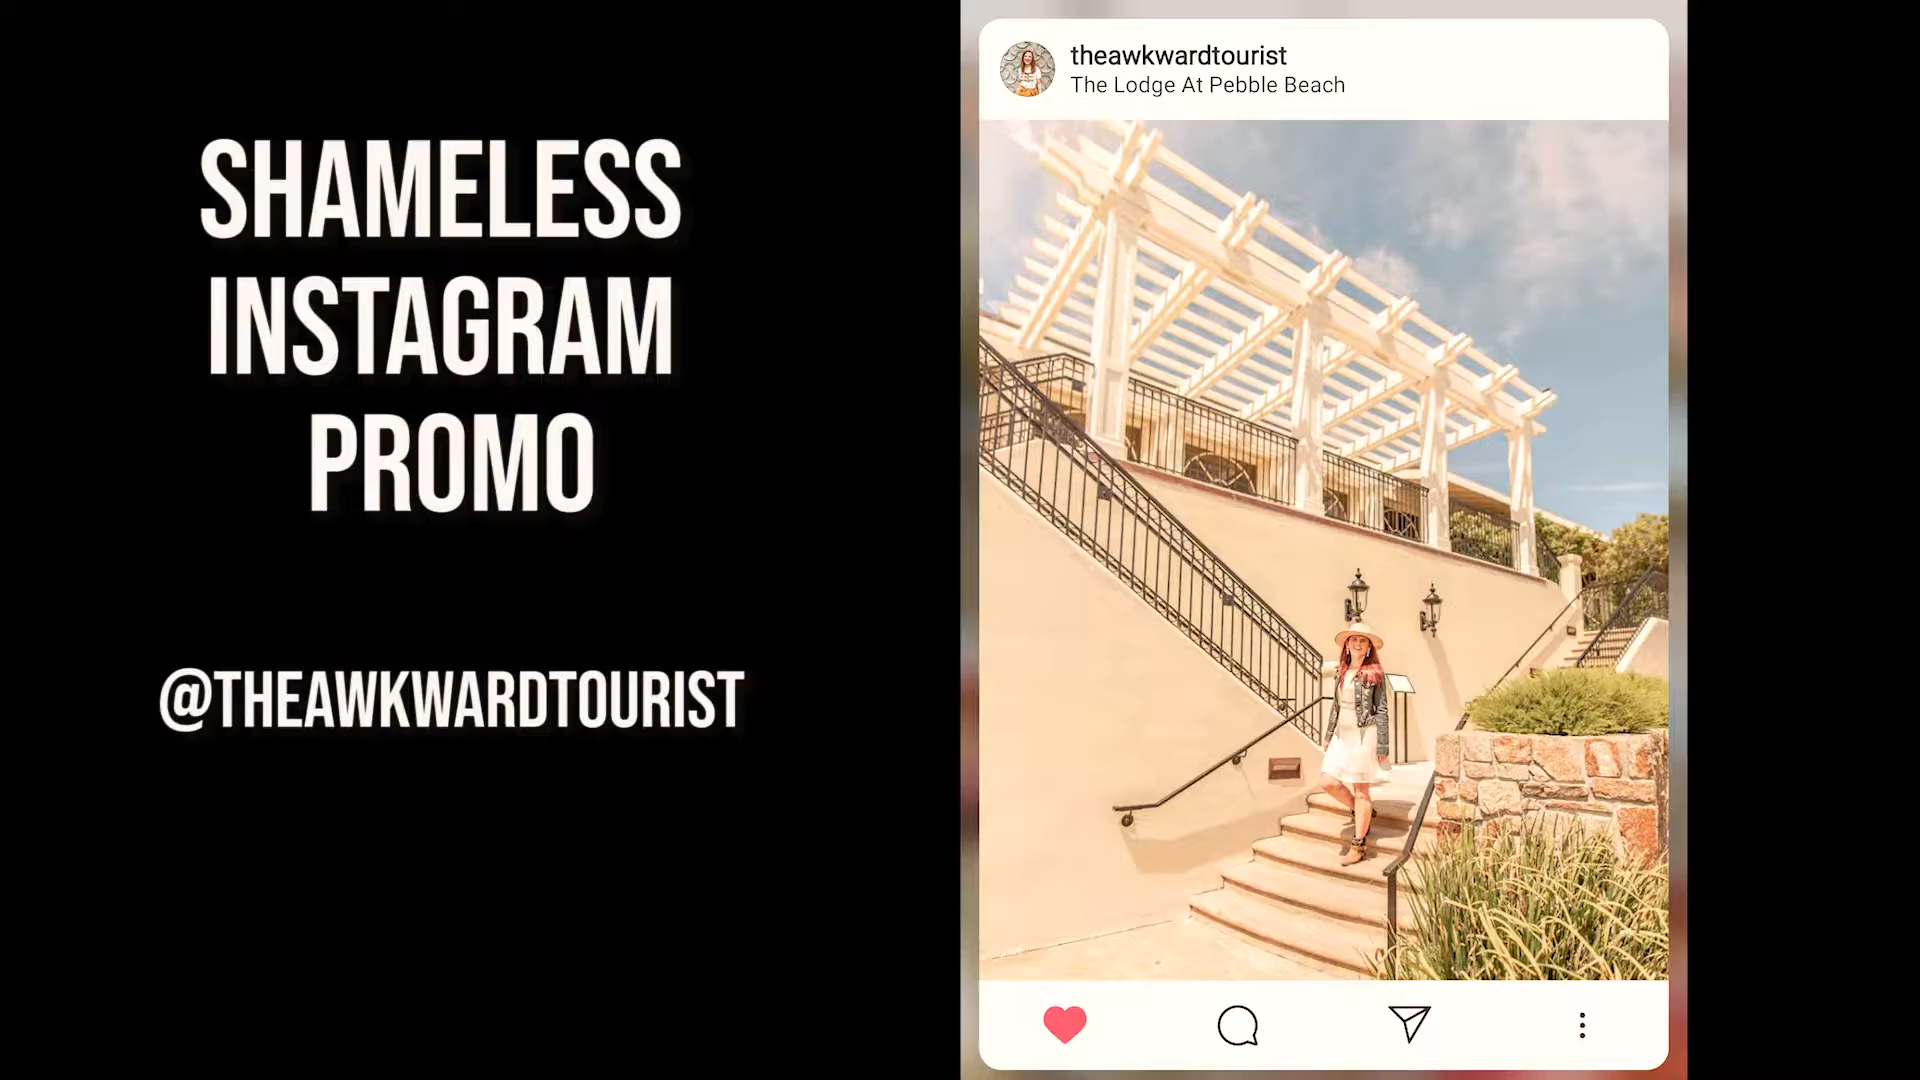 SHAMELESS
INSTAGRAM
PROMO
@THEAWKWARDTOURIST
theawkwardtourist
The Lodge At Pebble Beach